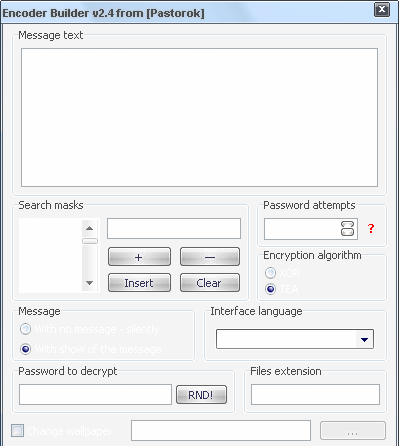 Encoder Builder v2.4 from [Pastorok]
Message text
Search masks
Password attempts
?
+ —
Insert Clear
Encryption algorithm
XOR
TEA
Message
Interface language
With no message - silently
With show of the message
Password to decrypt
Files extension
RND!
Change wallpaper
...